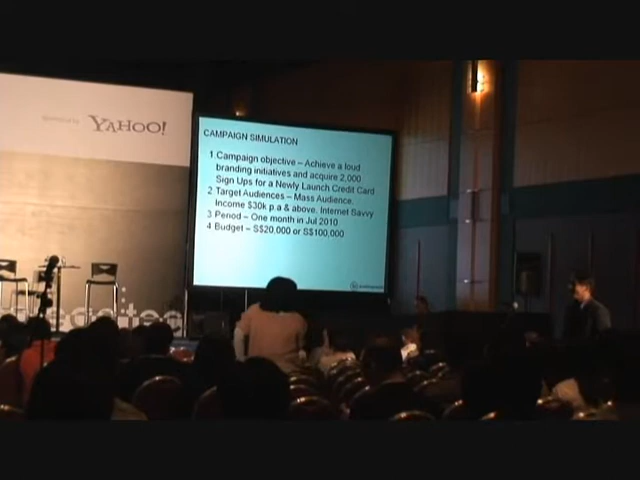 YAHOO!
CAMPAIGN SIMULATION
1 Campaign objective – Achieve a loud
branding initiatives and acquire 2,000
Sign Ups for a Newly Launch Credit Card
2 Target Audiences – Mass Audience,
Income $30k p.a & above. Internet Savvy
3 Period – One month in Jul 2010
4 Budget – S$20,000 or S$100,000